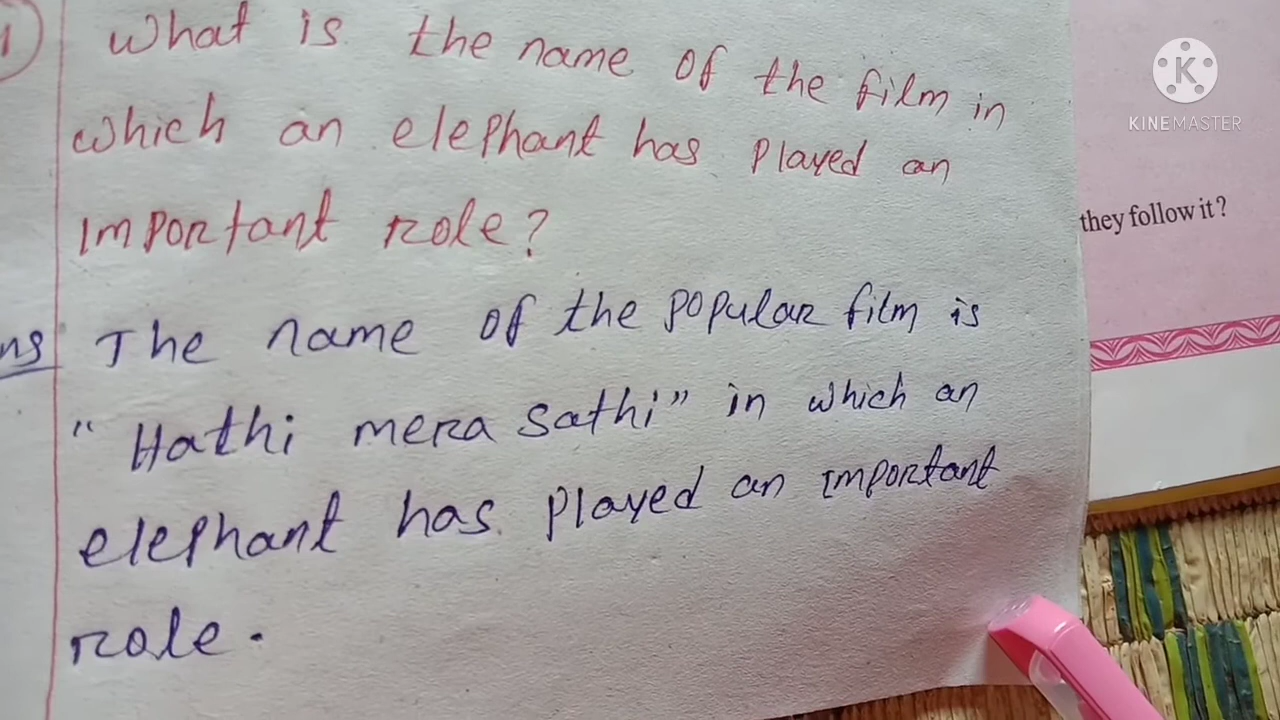 1
What is the name of the film in
which an elephant has played an
important role?
Ans The name of the popular film is
"Hathi mera sathi" in which an
elephant has played an important
role.
they follow it?
KINEMASTER